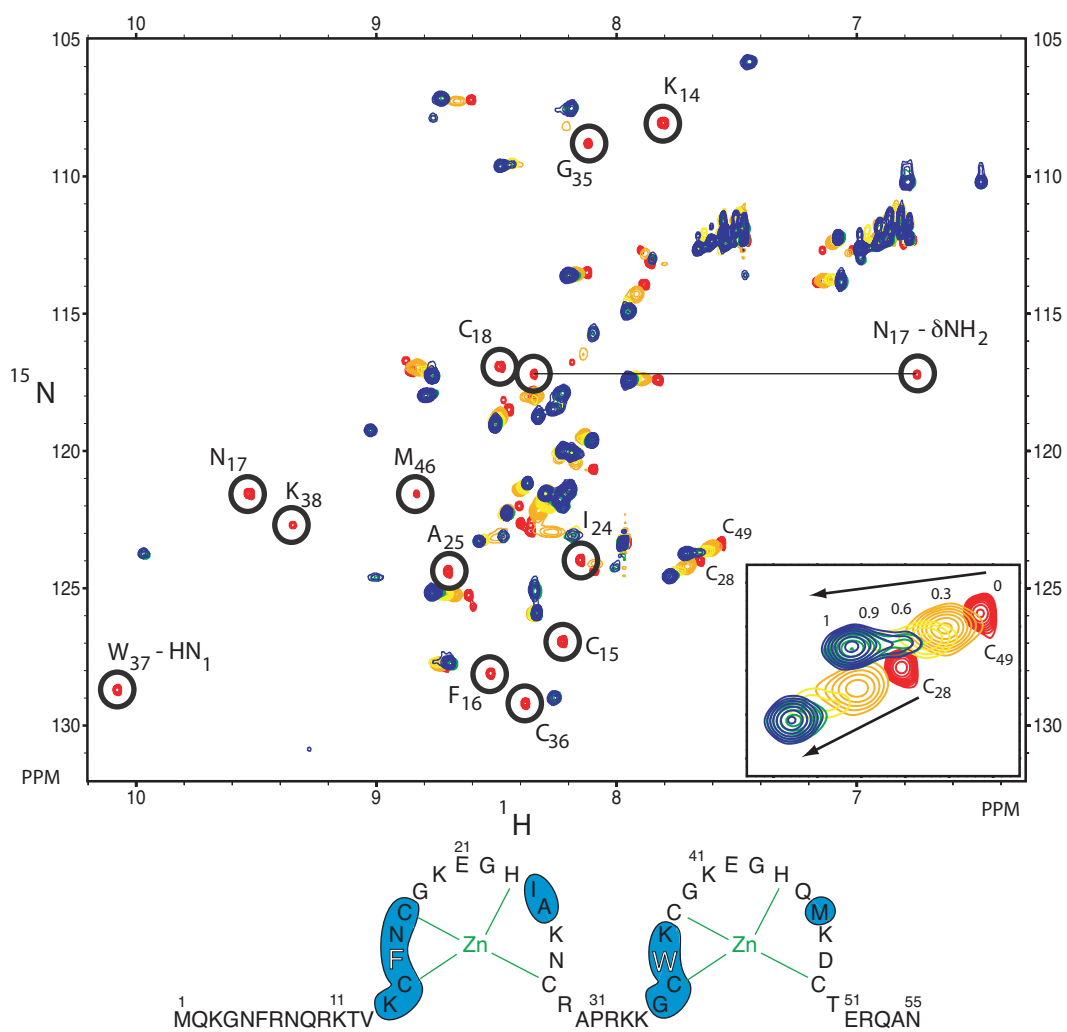 10 9 8 7
105 105
K14
G35
110 110
115 115
C18
N17 - δNH2
15N
120 120
N17
M46
K38
I24
A25
C49
C28
125 125
W37 - HN1
C15
F16
C36
130 130
0
0.3
0.6
0.9
1
C49
C28
PPM
10 9 8 7
PPM
1H
21
41
G K E G H
G K E G H
I
Q
C
A
C
M
N
K
K
K
F
Zn
N
W
Zn
D
C
C
C
C
K
R
G
T
1 11 31 51 55
MQKGNFRNQRKTV
APRKK
ERQAN